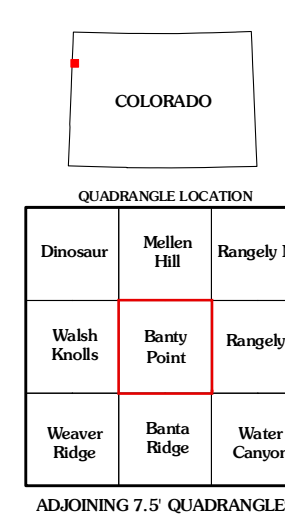 COLORADO
QUADRANGLE LOCATION
Dinosaur
Mellen
Hill
Rangely
Walsh
Knolls
Banty
Point
Rangely
Weaver
Ridge
Banta
Ridge
Water
Canyon
ADJOINING 7.5' QUADRANGLE